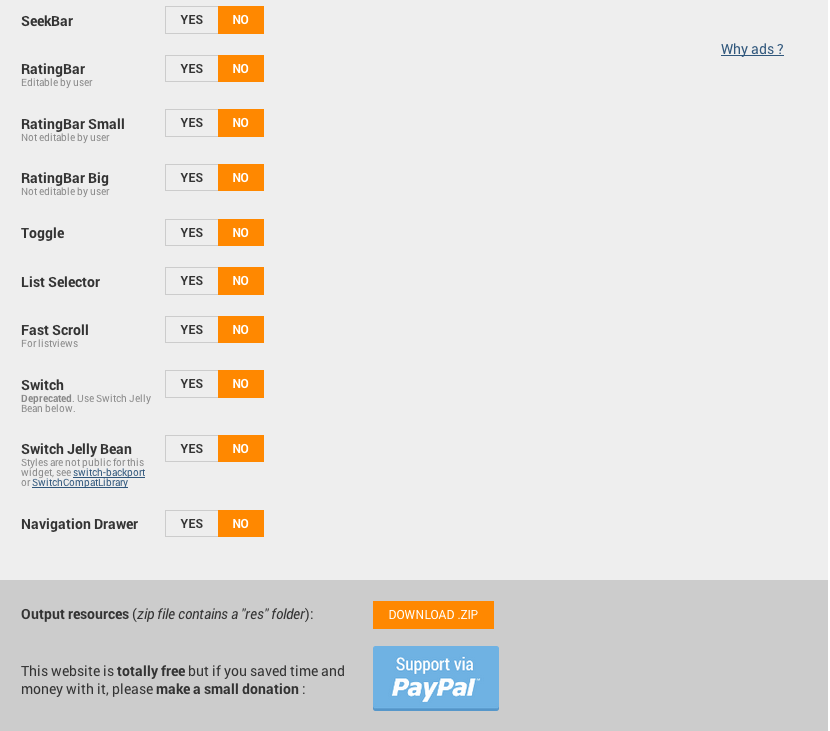 SeekBar YES NO
Why ads ?
RatingBar YES NO
Editable by user
RatingBar Small YES NO
Not editable by user
RatingBar Big YES NO
Not editable by user
Toggle YES NO
List Selector YES NO
Fast Scroll YES NO
For listviews
Switch YES NO
Deprecated. Use Switch Jelly
Bean below.
Switch Jelly Bean YES NO
Styles are not public for this
widget, see switch-backport
or SwitchCompatLibrary
Navigation Drawer YES NO
Output resources (zip file contains a "res" folder): DOWNLOAD .ZIP
This website is totally free but if you saved time and
money with it, please make a small donation :
Support via
PayPal™